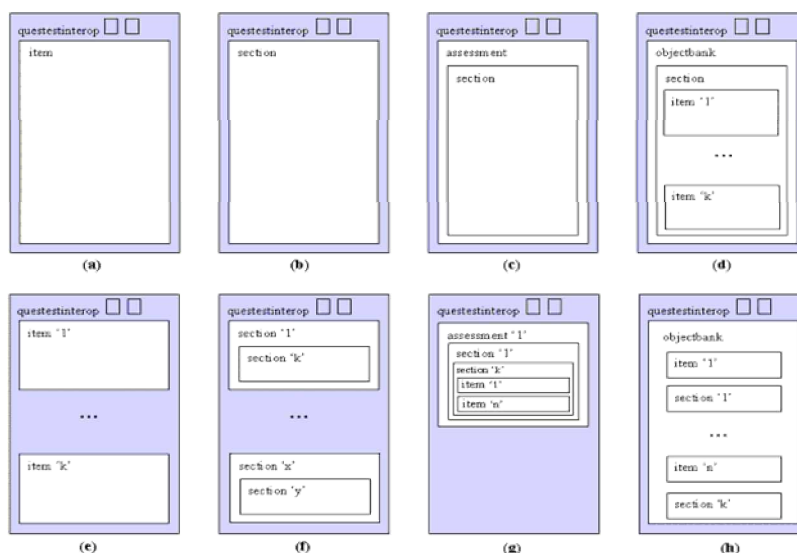 questestinterop
item
(a)
questestinterop
section
(b)
questestinterop
assessment
section
(c)
questestinterop
objectbank
section
item "1"
...
item "k"
(d)
questestinterop
item "1"
...
item "k"
(e)
questestinterop
section "1"
section "k"
...
section "x"
section "y"
(f)
questestinterop
assessment "1"
section "1"
section "k"
item "1"
item "n"
(g)
questestinterop
objectbank
item "1"
section "1"
...
item "n"
section "k"
(h)